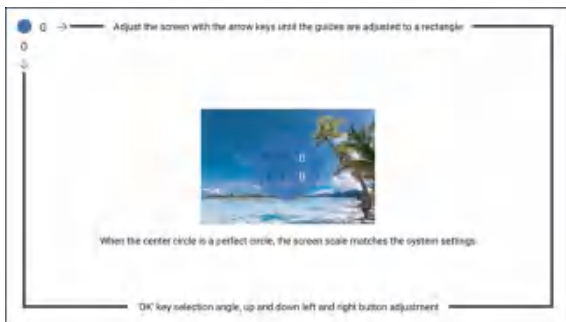 0 → Adjust the screen with the arrow keys until the guides are adjusted to a rectangle
0
↓
0
0
When the center circle is a perfect circle, the screen scale matches the system settings.
"OK" key selection angle, up and down left and right button adjustment